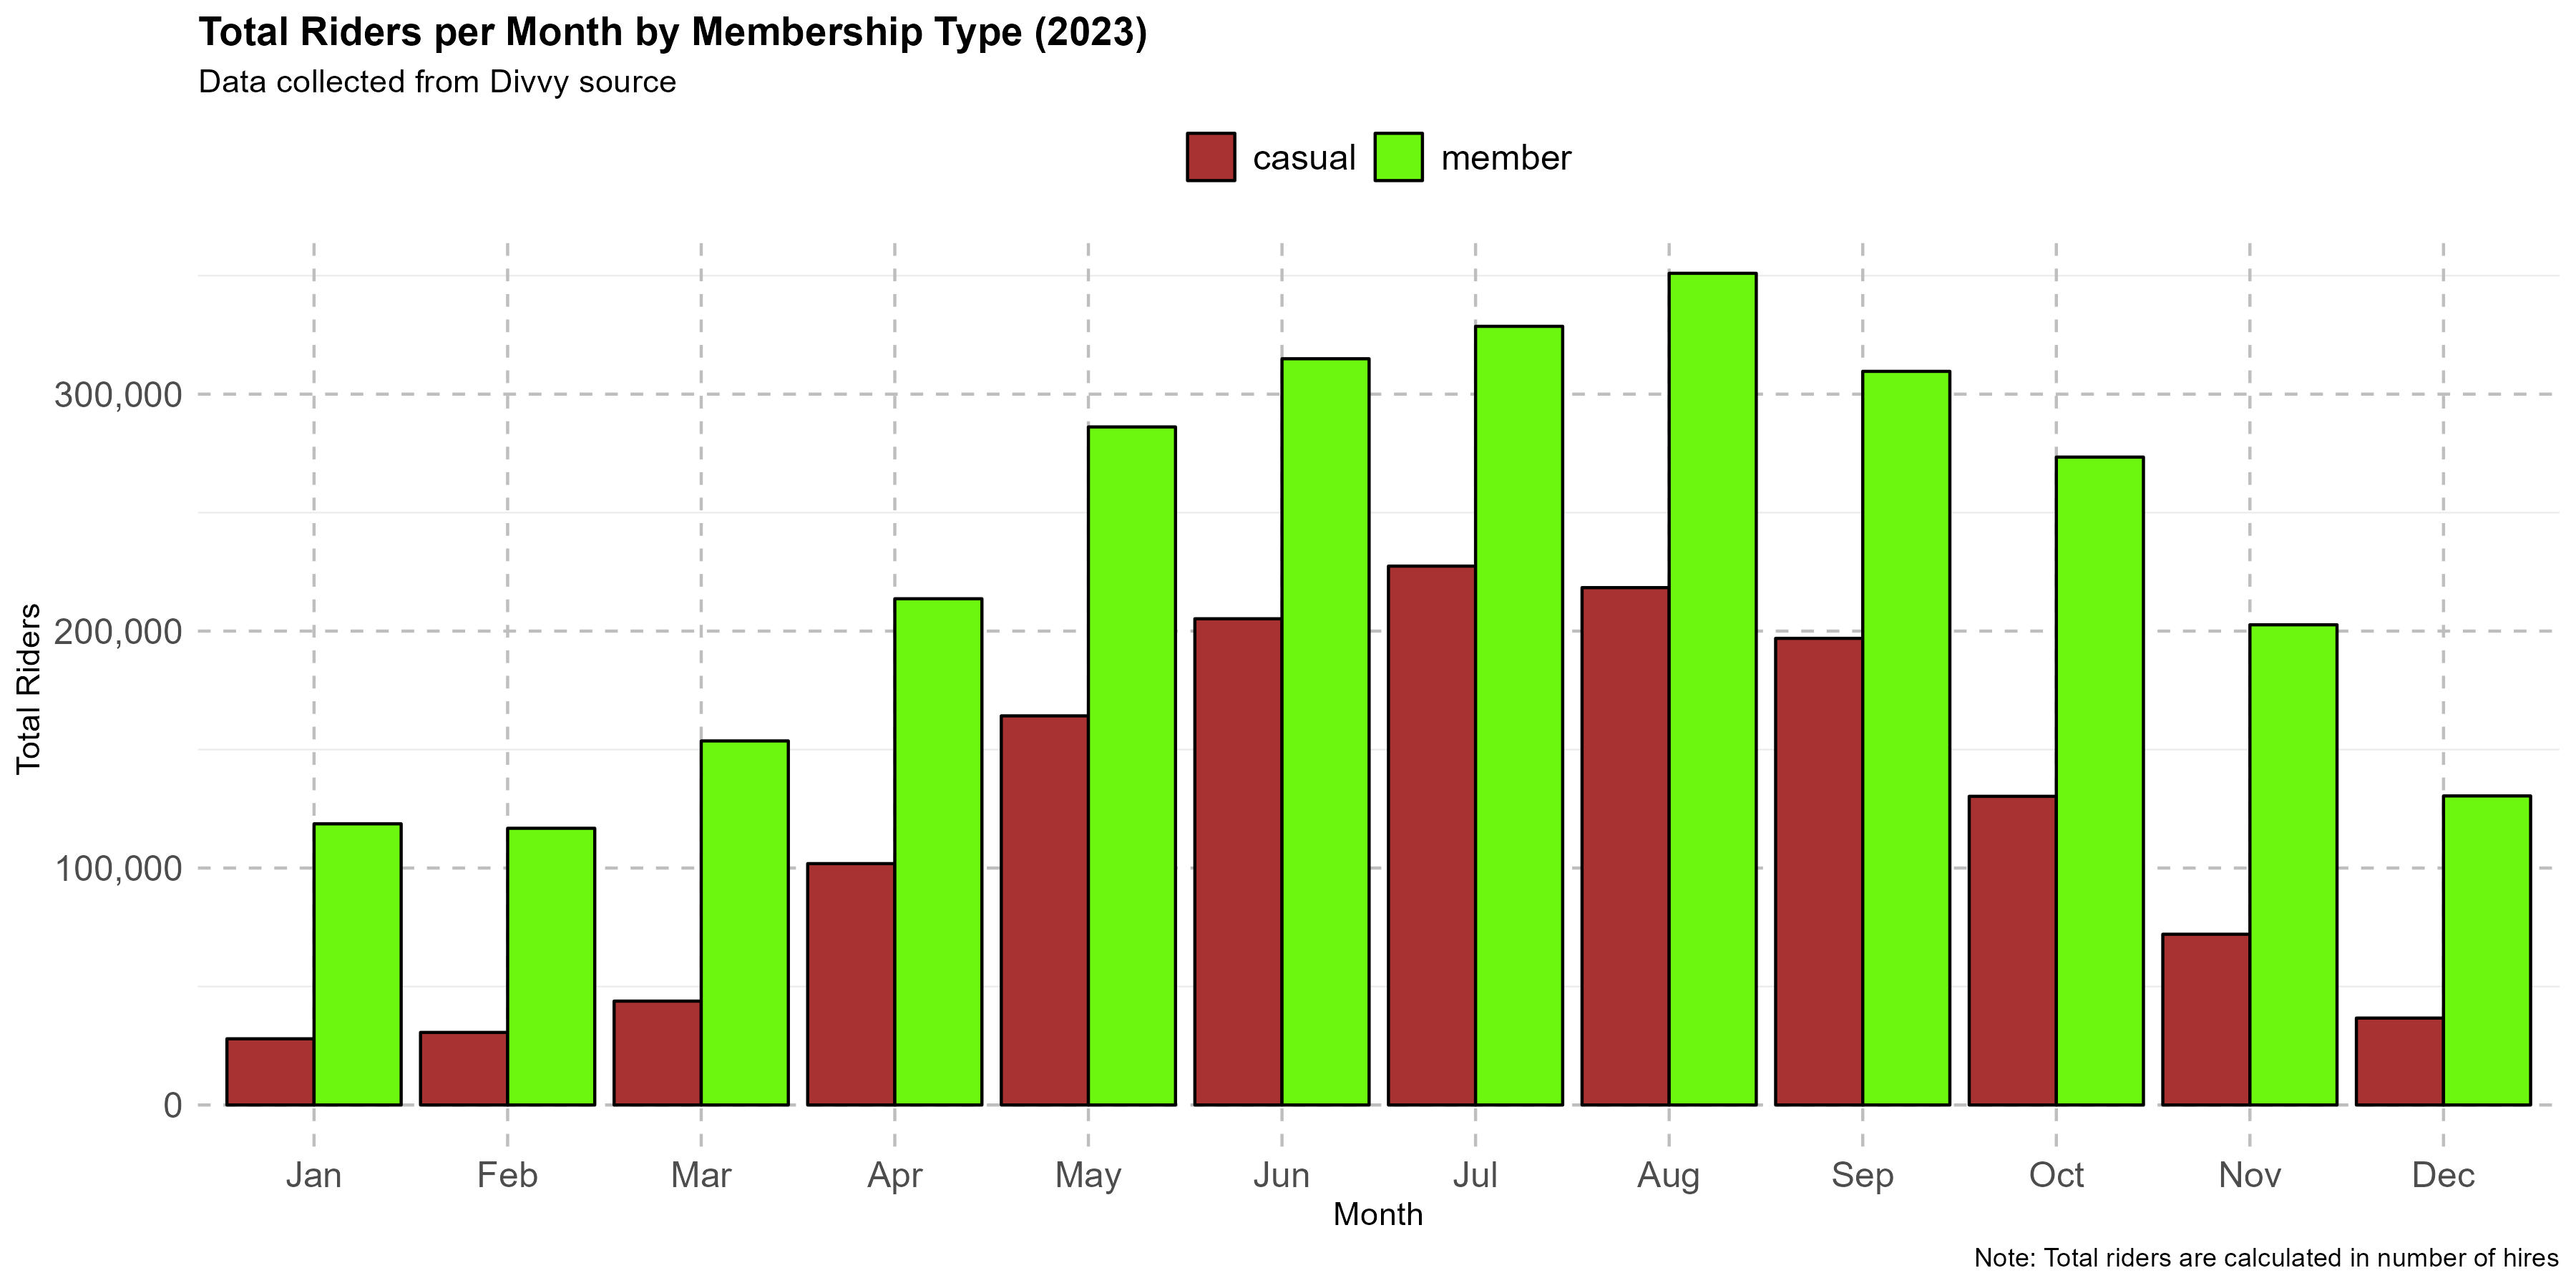 Total Riders per Month by Membership Type (2023)
Data collected from Divvy source
casual member
Total Riders
300,000
200,000
100,000
0
Jan Feb Mar Apr May Jun Jul Aug Sep Oct Nov Dec
Month
Note: Total riders are calculated in number of hires